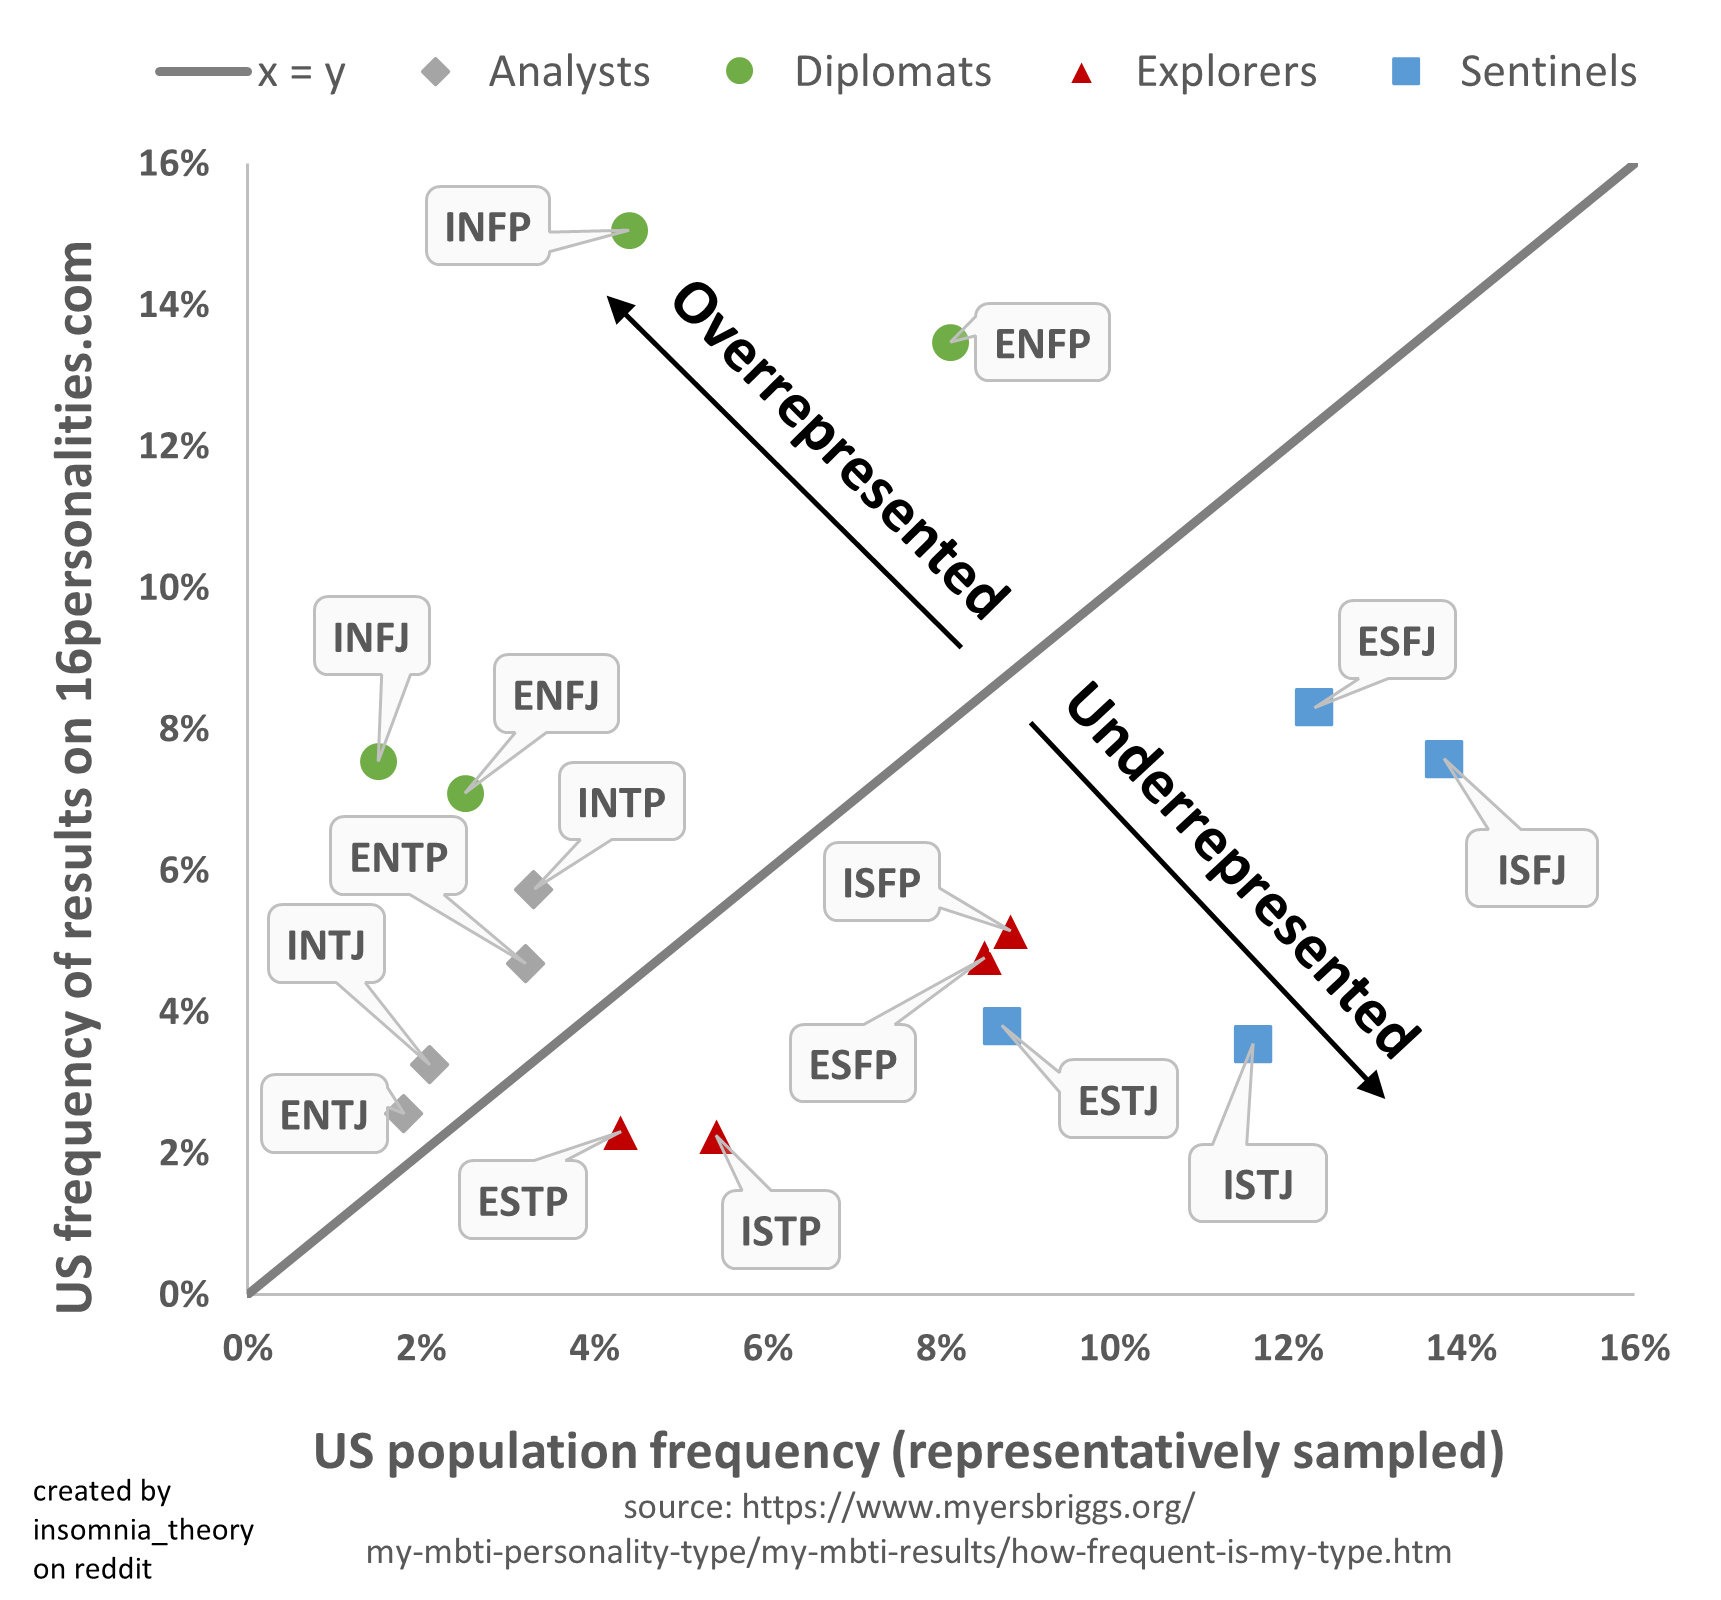 x = y Analysts Diplomats Explorers Sentinels
US frequency of results on 16personalities.com
16%
14%
12%
10%
8%
6%
4%
2%
0%
INFP
ENFP
Overrepresented
INFJ
ENFJ
ESFJ
Underrepresented
INTP
ENTP
ISFP
ISFJ
INTJ
ESFP
ESTJ
ENTJ
ESTP
ISTP
ISTJ
0% 2% 4% 6% 8% 10% 12% 14% 16%
US population frequency (representatively sampled)
source: https://www.myersbriggs.org/
my-mbti-personality-type/my-mbti-results/how-frequent-is-my-type.htm
created by
insomnia_theory
on reddit